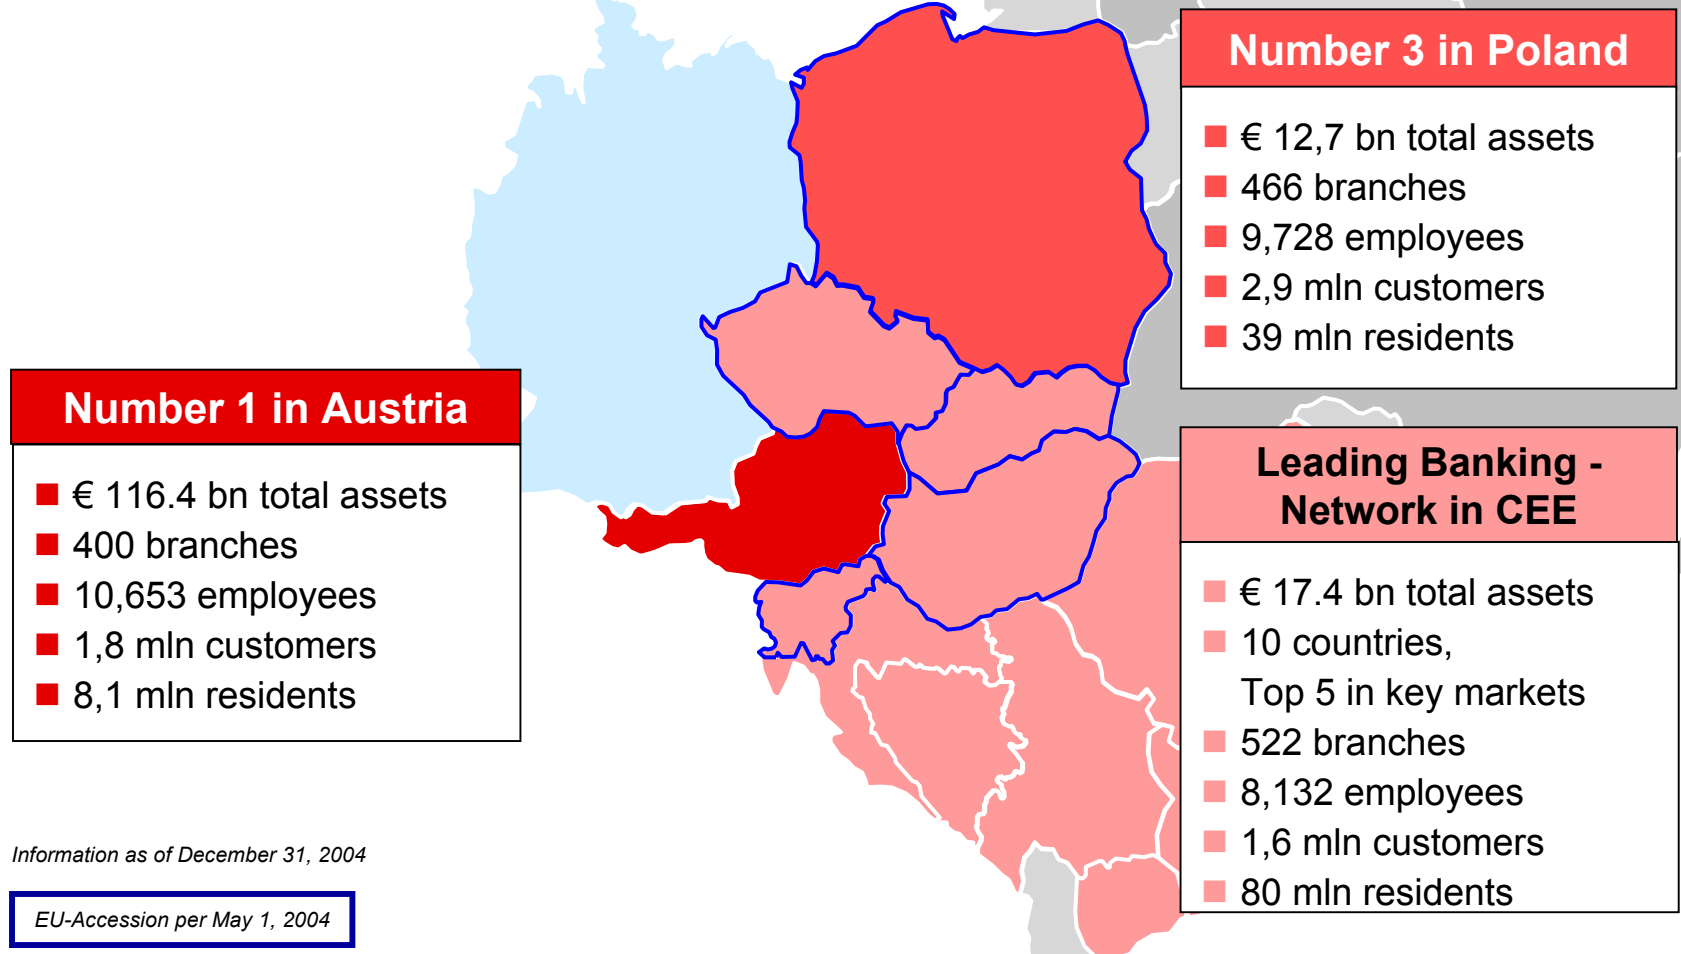 Number 3 in Poland
€ 12,7 bn total assets
466 branches
9,728 employees
2,9 mln customers
39 mln residents
Number 1 in Austria
€ 116.4 bn total assets
400 branches
10,653 employees
1,8 mln customers
8,1 mln residents
Leading Banking -
Network in CEE
€ 17.4 bn total assets
10 countries,
Top 5 in key markets
522 branches
8,132 employees
1,6 mln customers
80 mln residents
Information as of December 31, 2004
EU-Accession per May 1, 2004